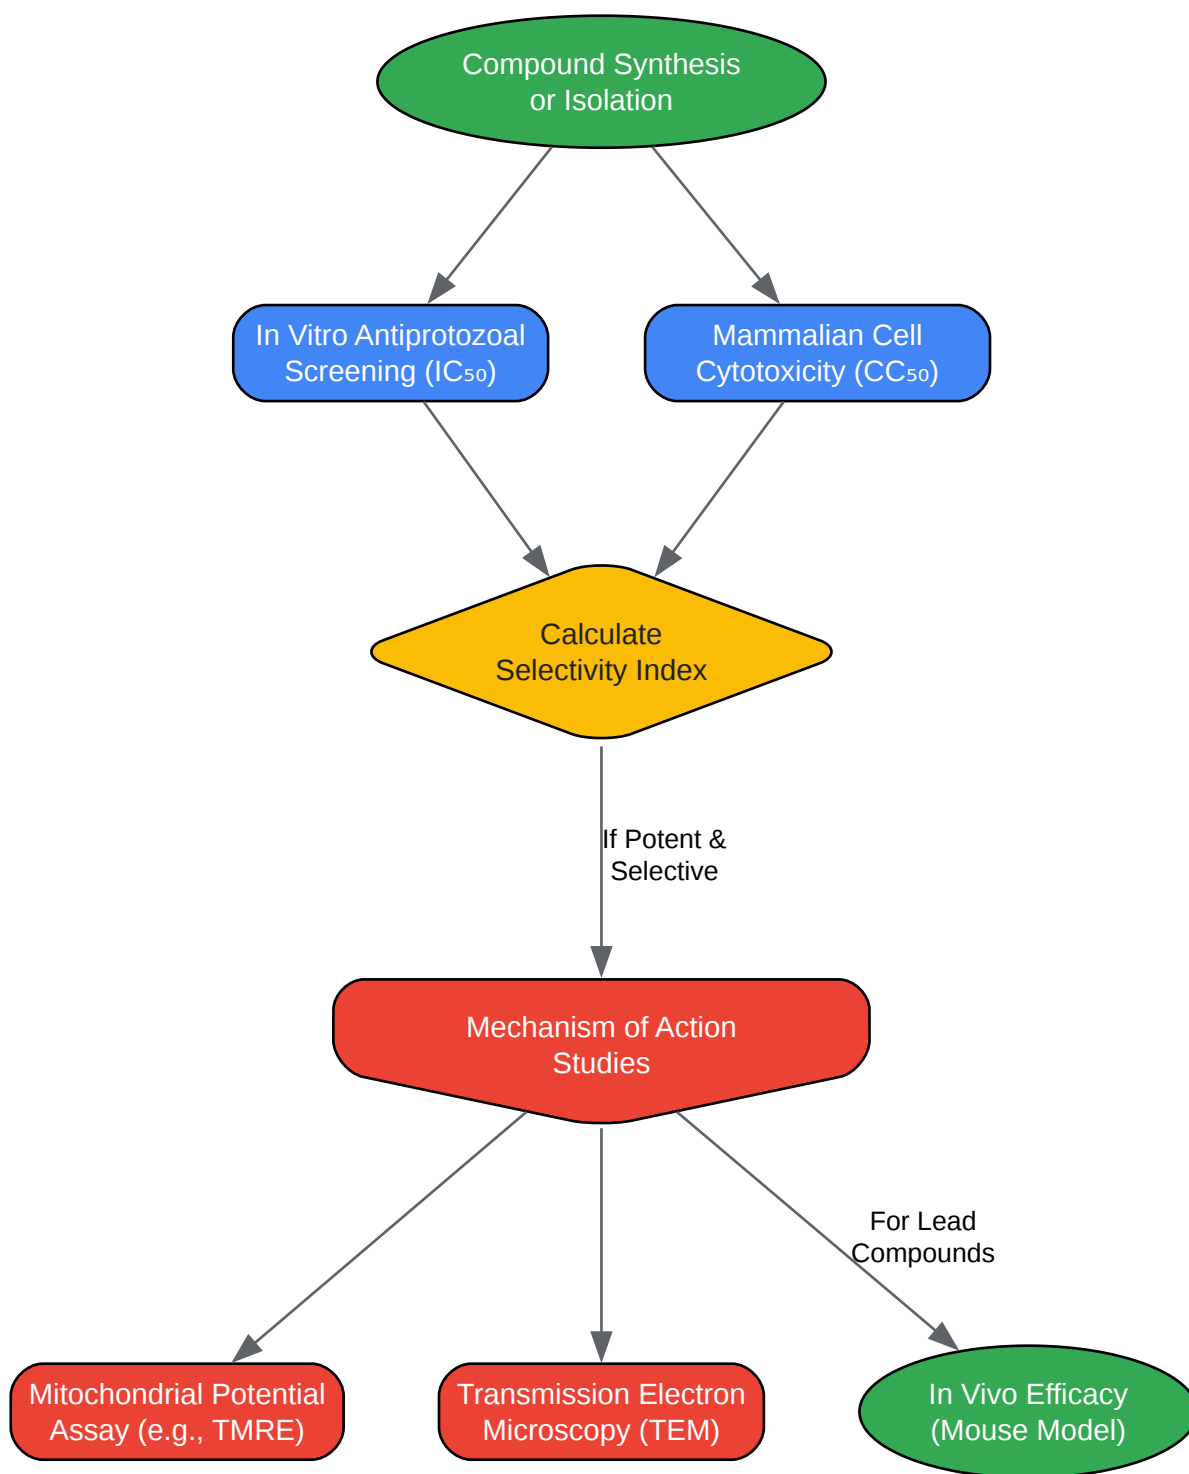 Compound Synthesis
or Isolation
In Vitro Antiprotozoal
Screening (IC₅₀)
Mammalian Cell
Cytotoxicity (CC₅₀)
Calculate
Selectivity Index
If Potent &
Selective
Mechanism of Action
Studies
For Lead
Compounds
Mitochondrial Potential
Assay (e.g., TMRE)
Transmission Electron
Microscopy (TEM)
In Vivo Efficacy
(Mouse Model)